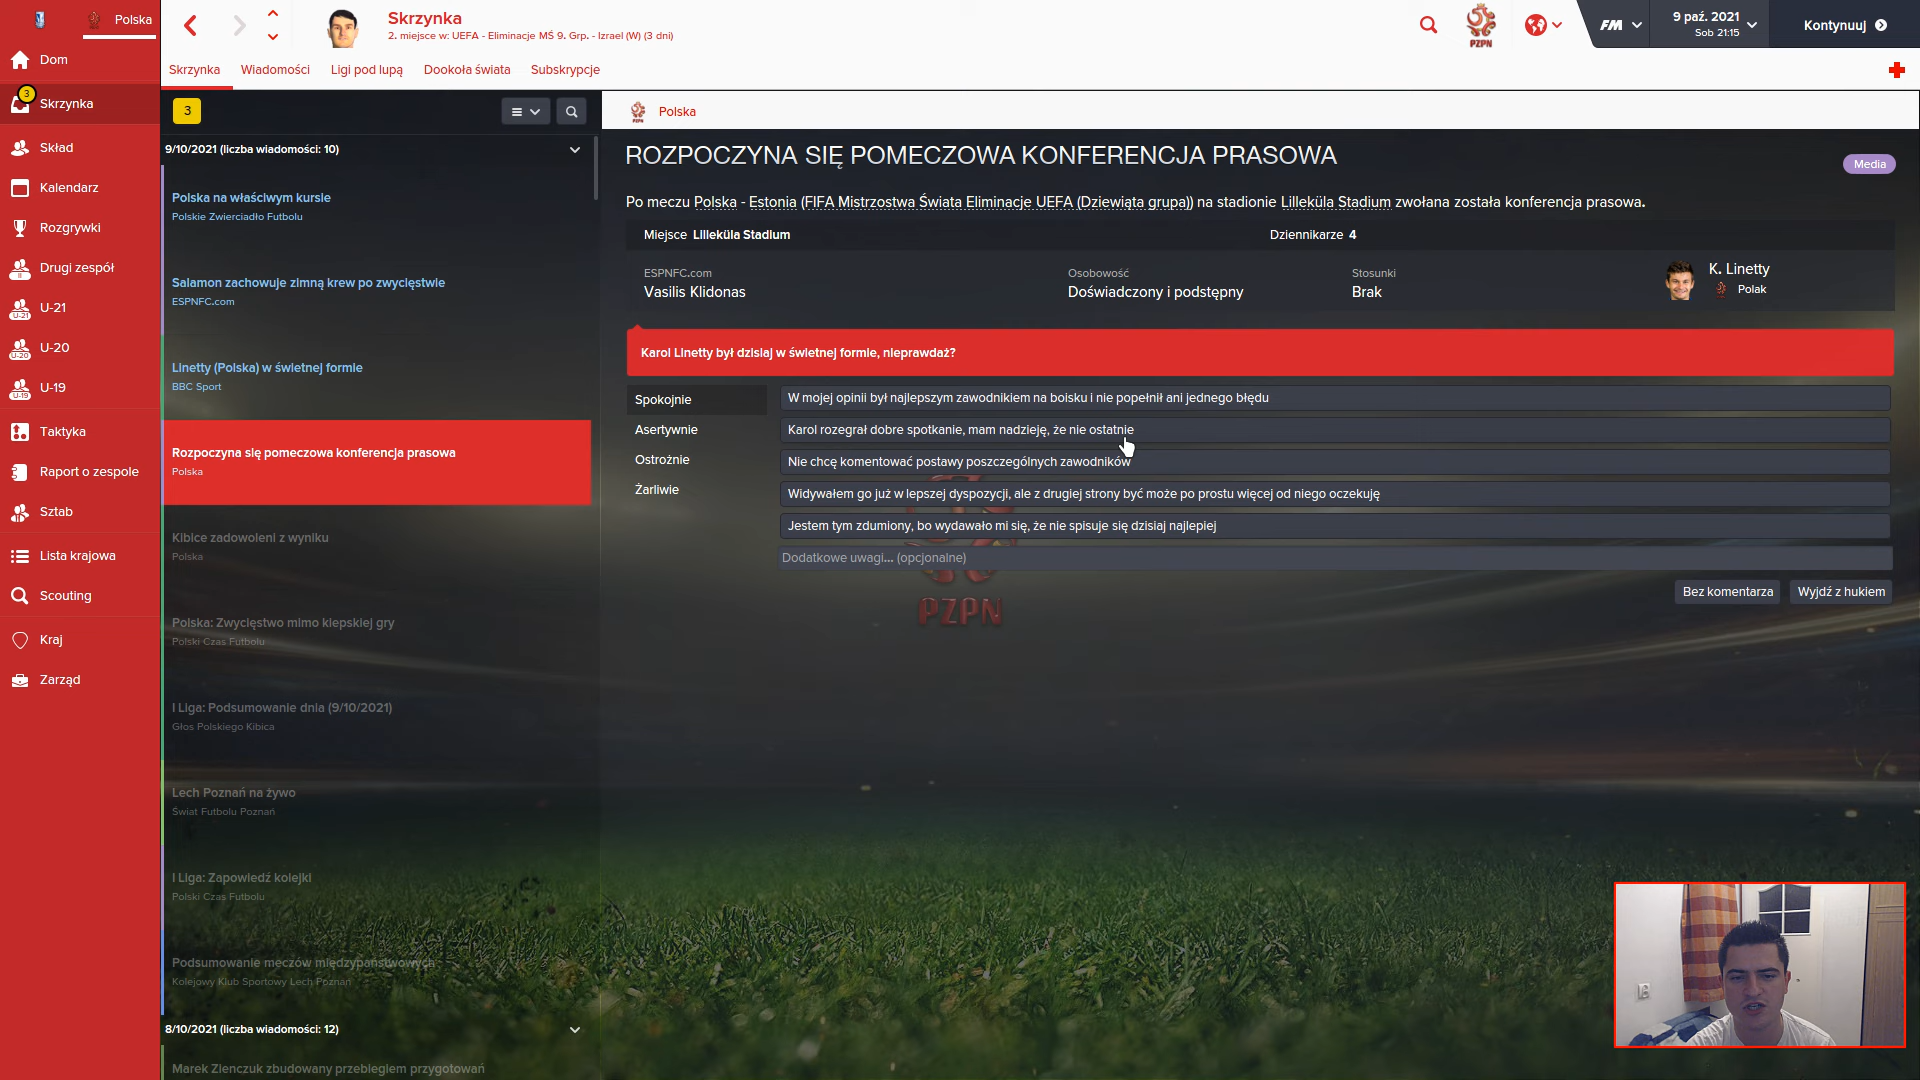 Polska
Skrzynka
2. miejsce w: UEFA - Eliminacje MŚ 9. Grp. - Izrael (W) (3 dni)
PZPN
FM
9 paź. 2021
Sob 21:15
Kontynuuj
Skrzynka
Wiadomości
Ligi pod lupą
Dookoła świata
Subskrypcje
Dom
3
Skrzynka
Skład
Kalendarz
Rozgrywki
Drugi zespół
U-21
U-21
U-20
U-20
U-19
U-19
Taktyka
Raport o zespole
Sztab
Lista krajowa
Scouting
Kraj
Zarząd
3
9/10/2021 (liczba wiadomości: 10)
Polska na właściwym kursie
Polskie Zwierciadło Futbolu
Salamon zachowuje zimną krew po zwycięstwie
ESPNFC.com
Linetty (Polska) w świetnej formie
BBC Sport
Rozpoczyna się pomeczowa konferencja prasowa
Polska
Kibice zadowoleni z wyniku
Polska
Polska: Zwycięstwo mimo kiepskiej gry
Polski Czas Futbolu
I Liga: Podsumowanie dnia (9/10/2021)
Głos Polskiego Kibica
Lech Poznań na żywo
Świat Futbolu Poznań
I Liga: Zapowiedź kolejki
Polski Czas Futbolu
Podsumowanie meczów międzypaństwowych
Kolejowy Klub Sportowy Lech Poznań
8/10/2021 (liczba wiadomości: 12)
Marek Zienczuk zbudowany przebiegiem przygotowań
Polska
ROZPOCZYNA SIĘ POMECZOWA KONFERENCJA PRASOWA
Media
Po meczu Polska - Estonia (FIFA Mistrzostwa Świata Eliminacje UEFA (Dziewiąta grupa)) na stadionie Lilleküla Stadium zwołana została konferencja prasowa.
Miejsce Lilleküla Stadium
Dziennikarze 4
ESPNFC.com
Vasilis Klidonas
Osobowość
Doświadczony i podstępny
Stosunki
Brak
K. Linetty
Polak
Karol Linetty był dzisiaj w świetnej formie, nieprawdaż?
Spokojnie
Asertywnie
Ostrożnie
Żarliwie
W mojej opinii był najlepszym zawodnikiem na boisku i nie popełnił ani jednego błędu
Karol rozegrał dobre spotkanie, mam nadzieję, że nie ostatnie
Nie chcę komentować postawy poszczególnych zawodników
Widywałem go już w lepszej dyspozycji, ale z drugiej strony być może po prostu więcej od niego oczekuję
Jestem tym zdumiony, bo wydawało mi się, że nie spisuje się dzisiaj najlepiej
Dodatkowe uwagi... (opcjonalne)
Bez komentarza
Wyjdź z hukiem
PZPN